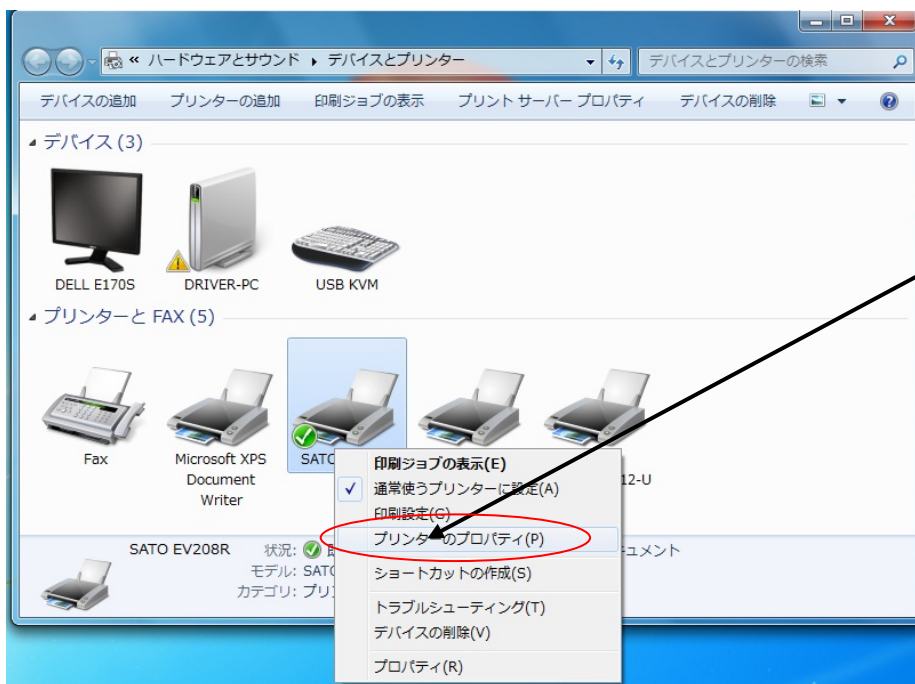 « ハードウェアとサウンド ▸ デバイスとプリンター
デバイスとプリンターの検索
デバイスの追加 プリンターの追加 印刷ジョブの表示 プリント サーバー プロパティ デバイスの削除
デバイス (3)
DELL E170S
DRIVER-PC
USB KVM
プリンターと FAX (5)
Fax
Microsoft XPS
Document
Writer
SATO
12-U
印刷ジョブの表示(E)
通常使うプリンターに設定(A)
印刷設定(G)
プリンターのプロパティ(P)
ショートカットの作成(S)
トラブルシューティング(T)
デバイスの削除(V)
プロパティ(R)
SATO EV208R 状況:
モデル: SATO
カテゴリ: プリ
ュメント